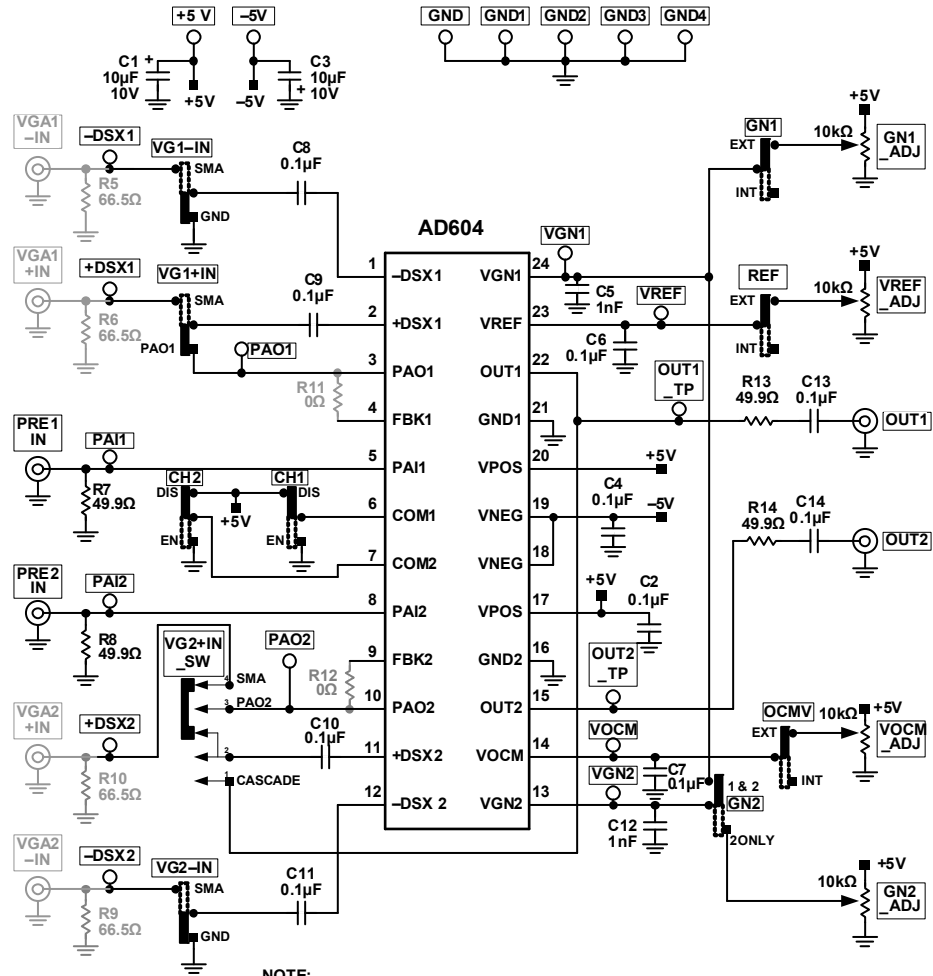 +5 V
–5V
GND
GND1
GND2
GND3
GND4
C1
10µF
10V
+
+5V
–5V
C3
10µF
10V
+
VGA1
–IN
–DSX1
VG1–IN
SMA
R5
66.5Ω
GND
C8
0.1µF
GN1
EXT
INT
+5V
10kΩ
GN1
_ADJ
AD604
VGA1
+IN
+DSX1
VG1+IN
SMA
R6
66.5Ω
PAO1
C9
0.1µF
PAO1
R11
0Ω
VGN1
C5
1nF
VREF
C6
0.1µF
REF
EXT
INT
+5V
10kΩ
VREF
_ADJ
1
–DSX1
VGN1
24
2
+DSX1
VREF
23
3
PAO1
OUT1
22
4
FBK1
GND1
21
5
PAI1
VPOS
20
6
COM1
VNEG
19
7
COM2
VNEG
18
8
PAI2
VPOS
17
9
FBK2
GND2
16
10
PAO2
OUT2
15
11
+DSX2
VOCM
14
12
–DSX 2
VGN2
13
OUT1
_TP
R13
49.9Ω
C13
0.1µF
OUT1
PRE1
IN
PAI1
R7
49.9Ω
CH2
DIS
EN
+5V
CH1
DIS
EN
+5V
C4
0.1µF
–5V
R14
49.9Ω
C14
0.1µF
OUT2
PRE2
IN
PAI2
R8
49.9Ω
+5V
C2
0.1µF
VG2+IN
_SW
4
SMA
3
PAO2
2
1
CASCADE
PAO2
R12
0Ω
C10
0.1µF
OUT2
_TP
VGA2
+IN
+DSX2
R10
66.5Ω
VOCM
C7
0.1µF
OCMV
EXT
INT
10kΩ
+5V
VOCM
_ADJ
VGN2
C12
1nF
1 & 2
GN2
2ONLY
VGA2
–IN
–DSX2
VG2–IN
SMA
R9
66.5Ω
GND
C11
0.1µF
+5V
10kΩ
GN2
_ADJ
NOTE: